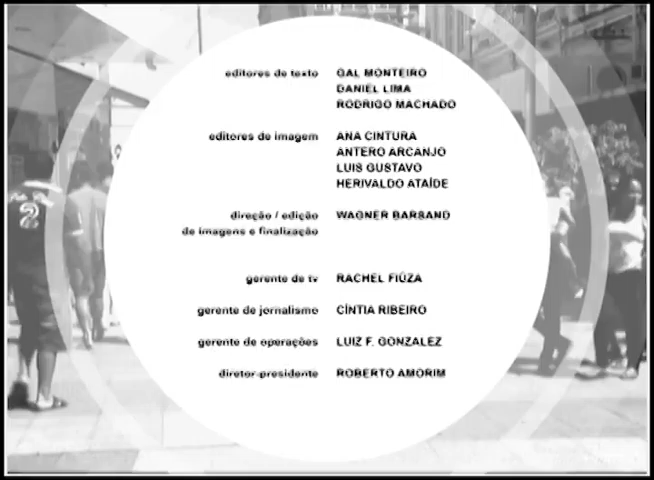 editores de texto GAL MONTEIRO
DANIEL LIMA
RODRIGO MACHADO
editores de imagem ANA CINTURA
ANTERO ARCANJO
LUIS GUSTAVO
HERIVALDO ATAÍDE
direção / edição WAGNER BARSAND
de imagens e finalização
gerente de tv RACHEL FIÚZA
gerente de jornalismo CÍNTIA RIBEIRO
gerente de operações LUIZ F. GONZALEZ
diretor-presidente ROBERTO AMORIM
2